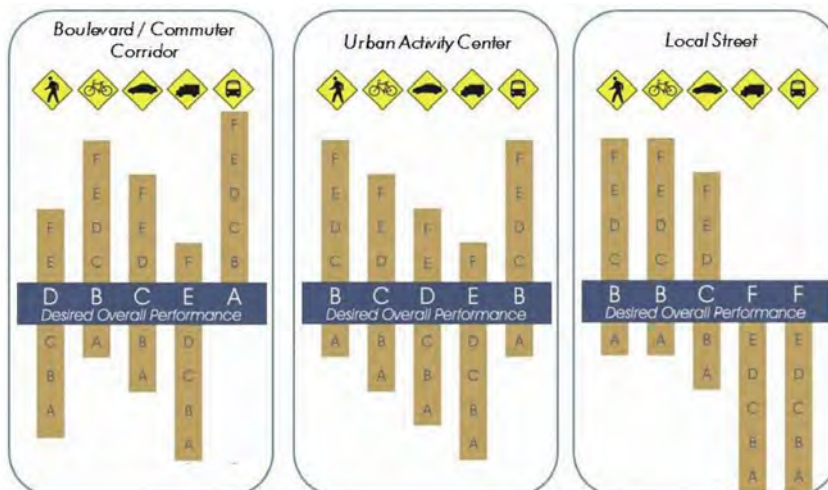 Boulevard / Commuter
Corridor
F
F E
E F D
F D E C
E C D F B
D B C E A
Desired Overall Performance
C A B D
B A C
A B
A
Urban Activity Center
F F
E F E
D E F D
C D E F C
B C D E B
Desired Overall Performance
A B C D A
A B C
A B
A
Local Street
F F
E E F
D D E
C C D
B B C F F
Desired Overall Performance
A A B E E
A D D
C C
B B
A A